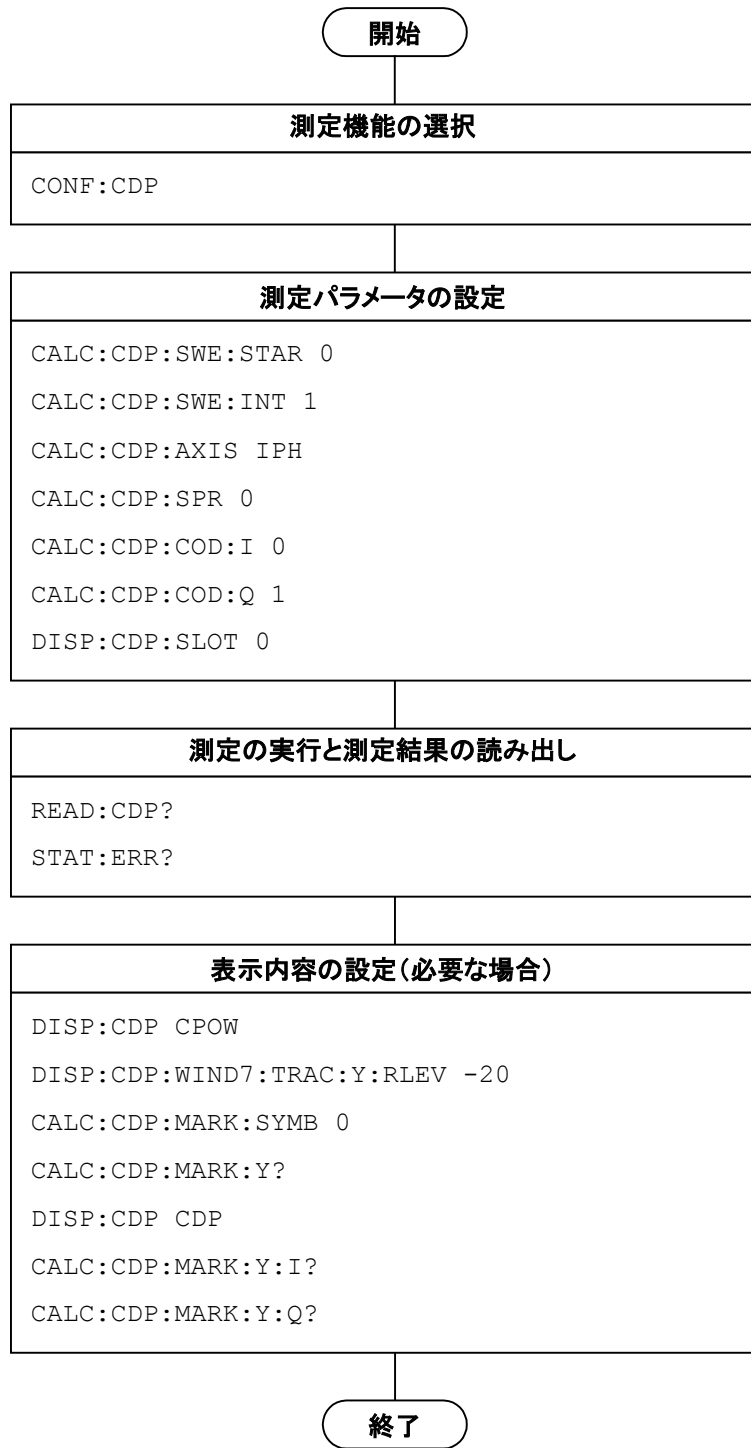 開始
測定機能の選択
CONF:CDP
測定パラメータの設定
CALC:CDP:SWE:STAR 0
CALC:CDP:SWE:INT 1
CALC:CDP:AXIS IPH
CALC:CDP:SPR 0
CALC:CDP:COD:I 0
CALC:CDP:COD:Q 1
DISP:CDP:SLOT 0
測定の実行と測定結果の読み出し
READ:CDP?
STAT:ERR?
表示内容の設定(必要な場合)
DISP:CDP CPOW
DISP:CDP:WIND7:TRAC:Y:RLEV -20
CALC:CDP:MARK:SYMB 0
CALC:CDP:MARK:Y?
DISP:CDP CDP
CALC:CDP:MARK:Y:I?
CALC:CDP:MARK:Y:Q?
終了